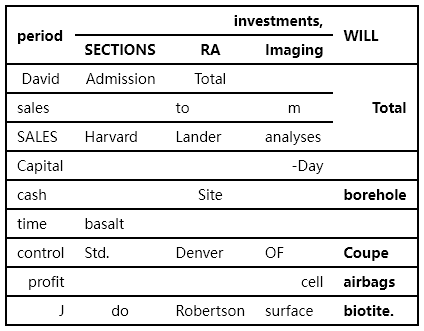 period investments, WILL
SECTIONS RA Imaging
David Admission Total
sales to m Total
SALES Harvard Lander analyses
Capital -Day
cash Site borehole
time basalt
control Std. Denver OF Coupe
profit cell airbags
J do Robertson surface biotite.